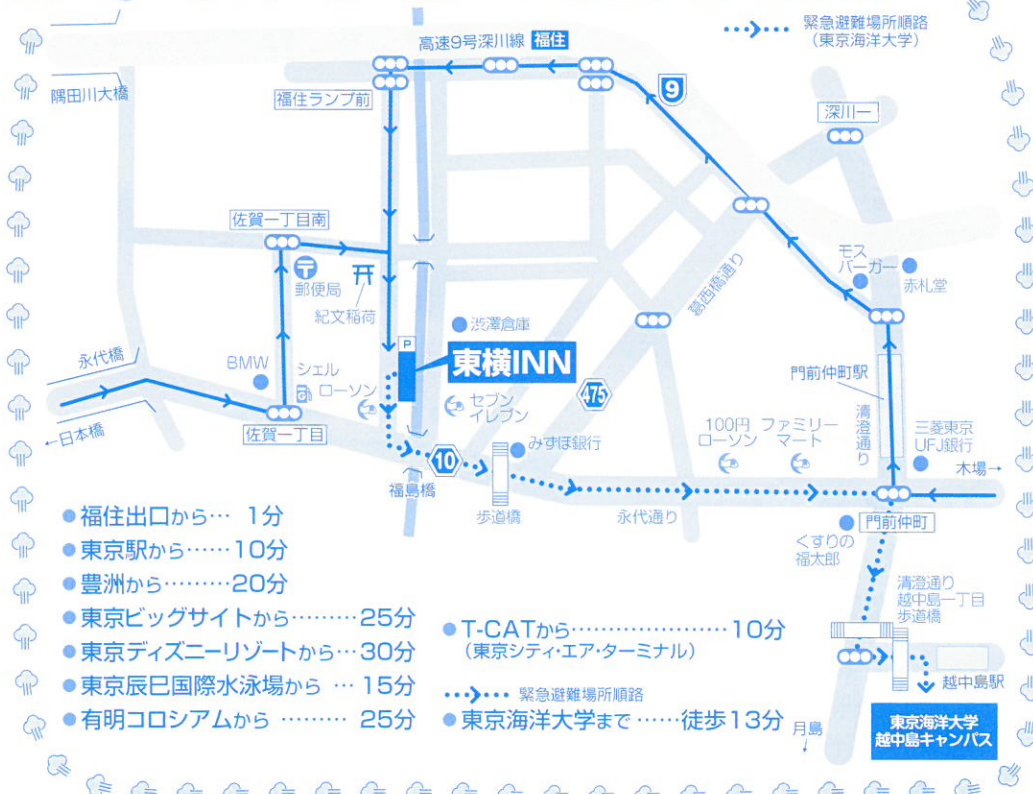 緊急避難場所順路
（東京海洋大学）
高速9号深川線 福住
隅田川大橋
福住ランプ前
9
深川一
佐賀一丁目南
郵便局
紀文稲荷
モス
バーガー
赤札堂
葛西橋通り
渋澤倉庫
P
東横INN
永代橋
BMW
シェル
ローソン
セブン
イレブン
475
門前仲町駅
清澄通り
100円
ローソン
ファミリー
マート
三菱東京
UFJ銀行
←日本橋
佐賀一丁目
みずほ銀行
10
木場→
福島橋
歩道橋
永代通り
門前仲町
くすりの
福太郎
●福住出口から… 1分
●東京駅から……10分
●豊洲から………20分
●東京ビッグサイトから………25分
●東京ディズニーリゾートから…30分
●東京辰巳国際水泳場から … 15分
●有明コロシアムから ……… 25分
●T-CATから………………… 10分
（東京シティ・エア・ターミナル）
緊急避難場所順路
●東京海洋大学まで ……徒歩13分
清澄通り
越中島一丁目
歩道橋
越中島駅
月島
↓
東京海洋大学
越中島キャンパス